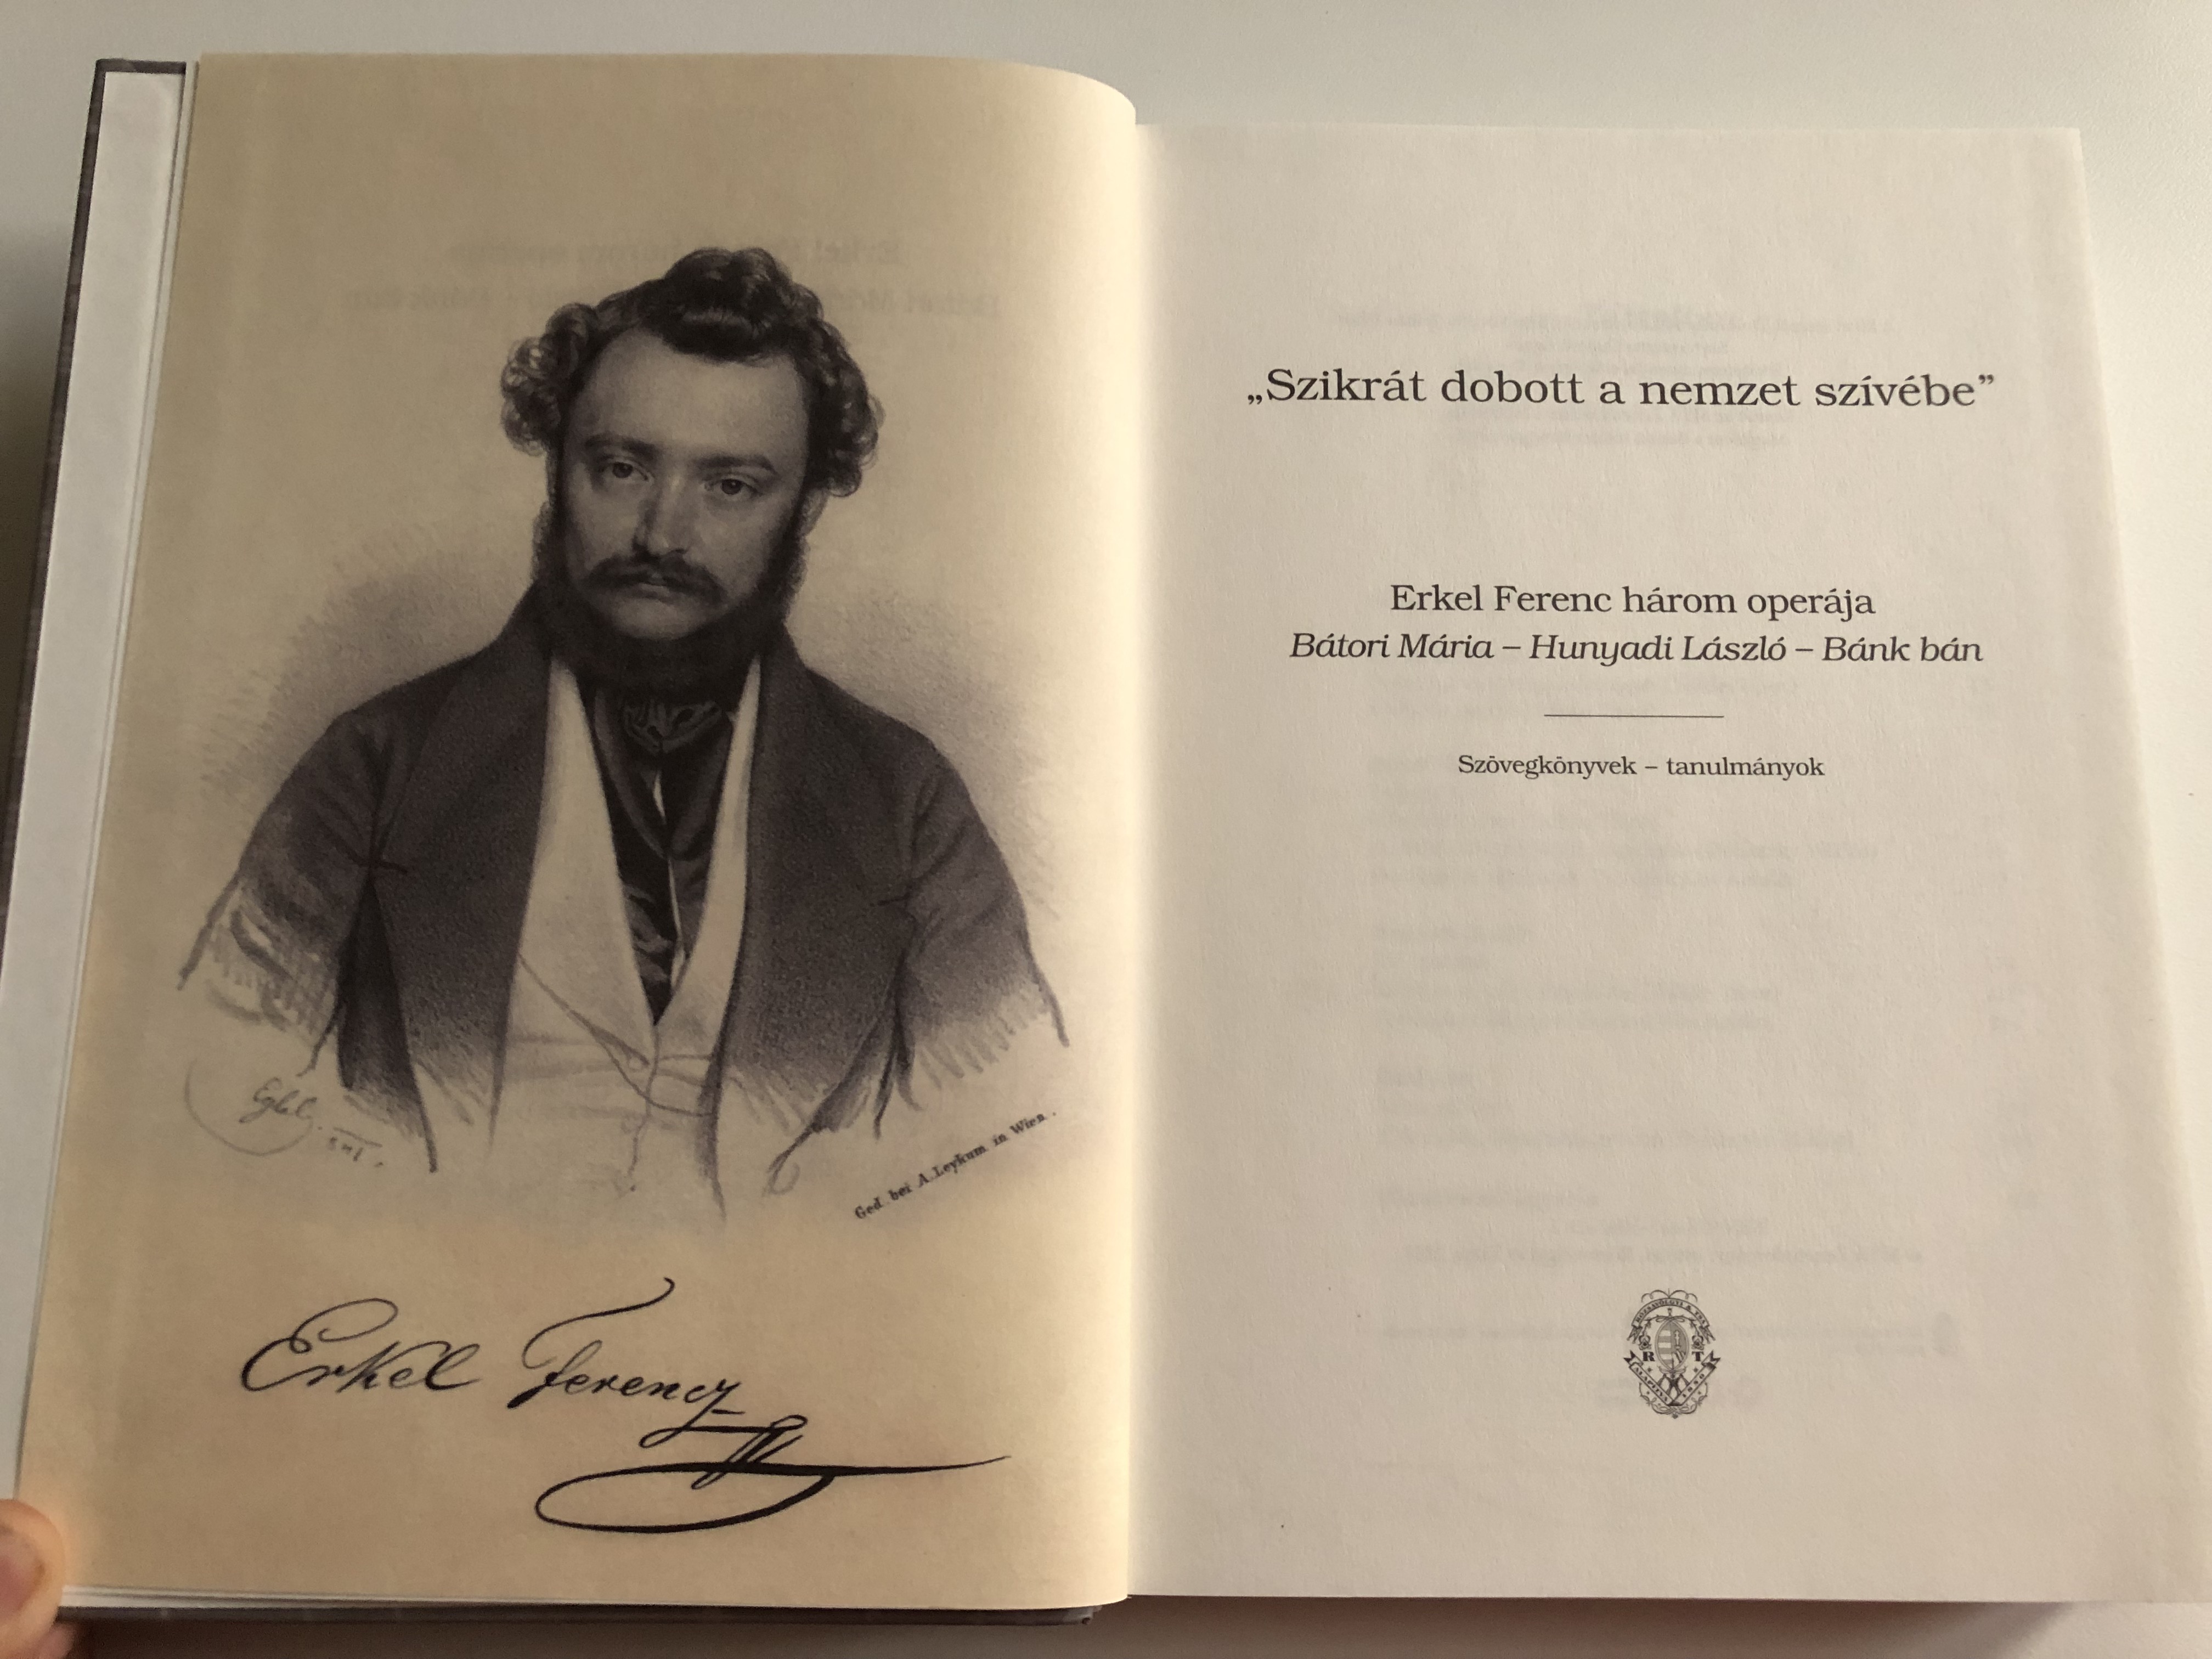 Ged. bei A. Leykum in Wien.
Erkel Ferencz
„Szikrát dobott a nemzet szívébe”
Erkel Ferenc három operája
Bátori Mária – Hunyadi László – Bánk bán
Szövegkönyvek – tanulmányok
R T